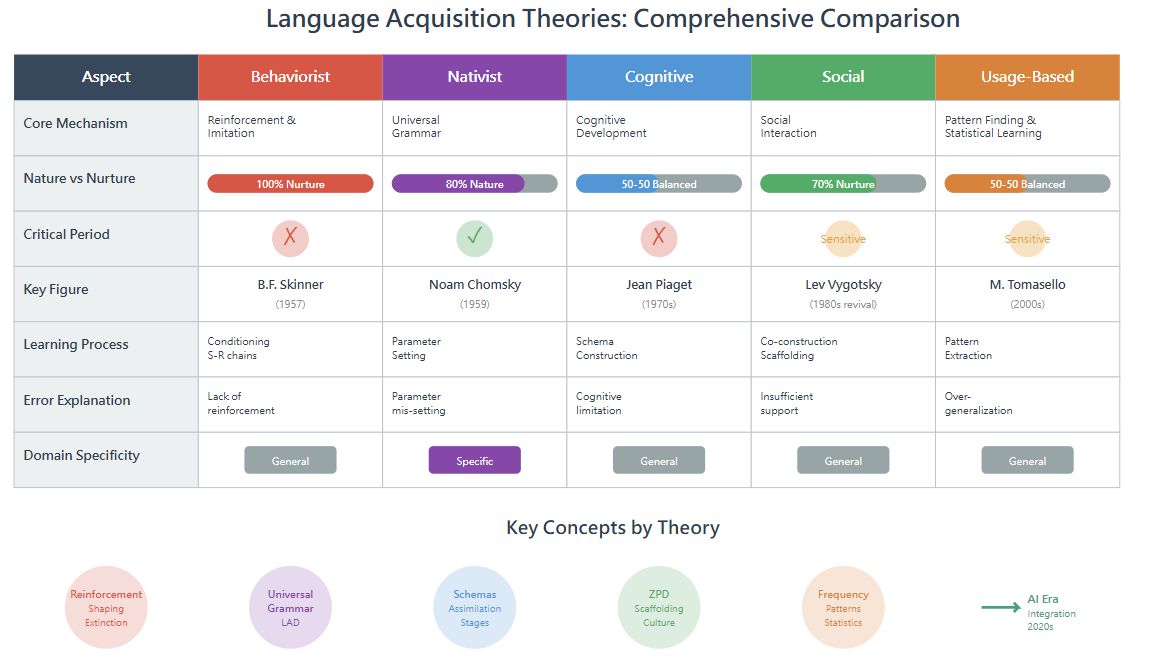 Language Acquisition Theories: Comprehensive Comparison
Aspect
Behaviorist
Nativist
Cognitive
Social
Usage-Based
Core Mechanism
Reinforcement &
Imitation
Universal
Grammar
Cognitive
Development
Social
Interaction
Pattern Finding &
Statistical Learning
Nature vs Nurture
100% Nurture
80% Nature
50-50 Balanced
70% Nurture
50-50 Balanced
Critical Period
✗
✓
✗
Sensitive
Sensitive
Key Figure
B.F. Skinner
(1957)
Noam Chomsky
(1959)
Jean Piaget
(1970s)
Lev Vygotsky
(1980s revival)
M. Tomasello
(2000s)
Learning Process
Conditioning
S-R chains
Parameter
Setting
Schema
Construction
Co-construction
Scaffolding
Pattern
Extraction
Error Explanation
Lack of
reinforcement
Parameter
mis-setting
Cognitive
limitation
Insufficient
support
Over-
generalization
Domain Specificity
General
Specific
General
General
General
Key Concepts by Theory
Reinforcement
Shaping
Extinction
Universal
Grammar
LAD
Schemas
Assimilation
Stages
ZPD
Scaffolding
Culture
Frequency
Patterns
Statistics
AI Era
Integration
2020s